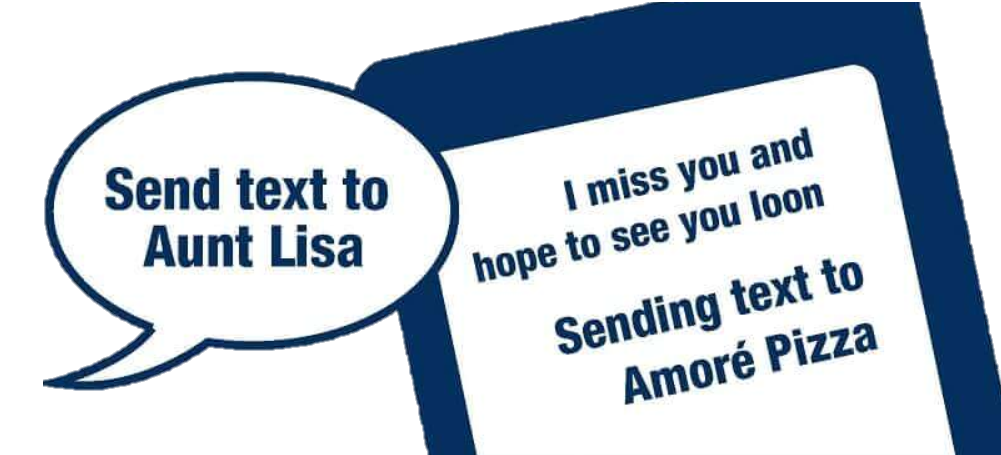 Send text to
Aunt Lisa
I miss you and
hope to see you loon
Sending text to
Amoré Pizza